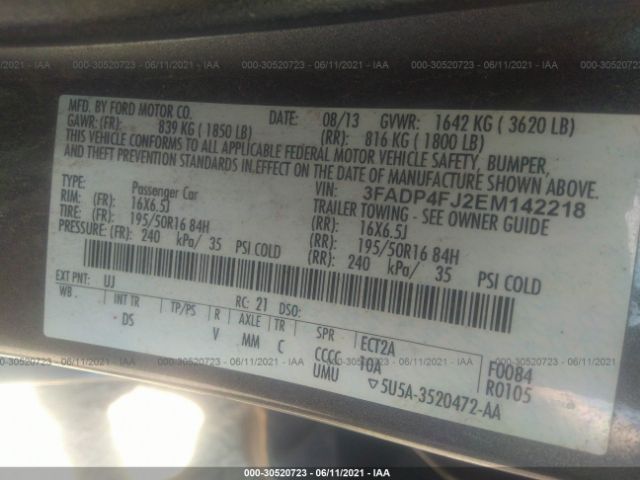 000-30520723 - 06/11/2021 - IAA 000-30520723 - 06/11/2021 - IAA 000-30520723 - 06/11/2021 - IAA
MFD. BY FORD MOTOR CO. DATE: 08/13 GVWR: 1642 KG ( 3620 LB)
GAWR: (FR): 839 KG ( 1850 LB) (RR): 816 KG ( 1800 LB)
THIS VEHICLE CONFORMS TO ALL APPLICABLE FEDERAL MOTOR VEHICLE SAFETY, BUMPER,
AND THEFT PREVENTION STANDARDS IN EFFECT ON THE DATE OF MANUFACTURE SHOWN ABOVE.
TYPE: Passenger Car VIN: 3FADP4FJ2EM142218
TRAILER TOWING - SEE OWNER GUIDE
RIM: (FR): 16X6.5J (RR): 16X6.5J
TIRE: (FR): 195/50R16 84H (RR): 195/50R16 84H
PRESSURE: (FR): 240 kPa/ 35 PSI COLD (RR): 240 kPa/ 35 PSI COLD
EXT PNT: UJ RC: 21 DSO:
WB INT TR TP/PS R AXLE TR SPR ECT2A
DS V MM C CCCC 10A F00B4
UMU ▽5U5A-3520472-AA R0105
000-30520723 - 06/11/2021 - IAA 000-30520723 - 06/11/2021 - IAA 000-30520723 - 06/11/2021 - IAA
000-30520723 - 06/11/2021 - IAA